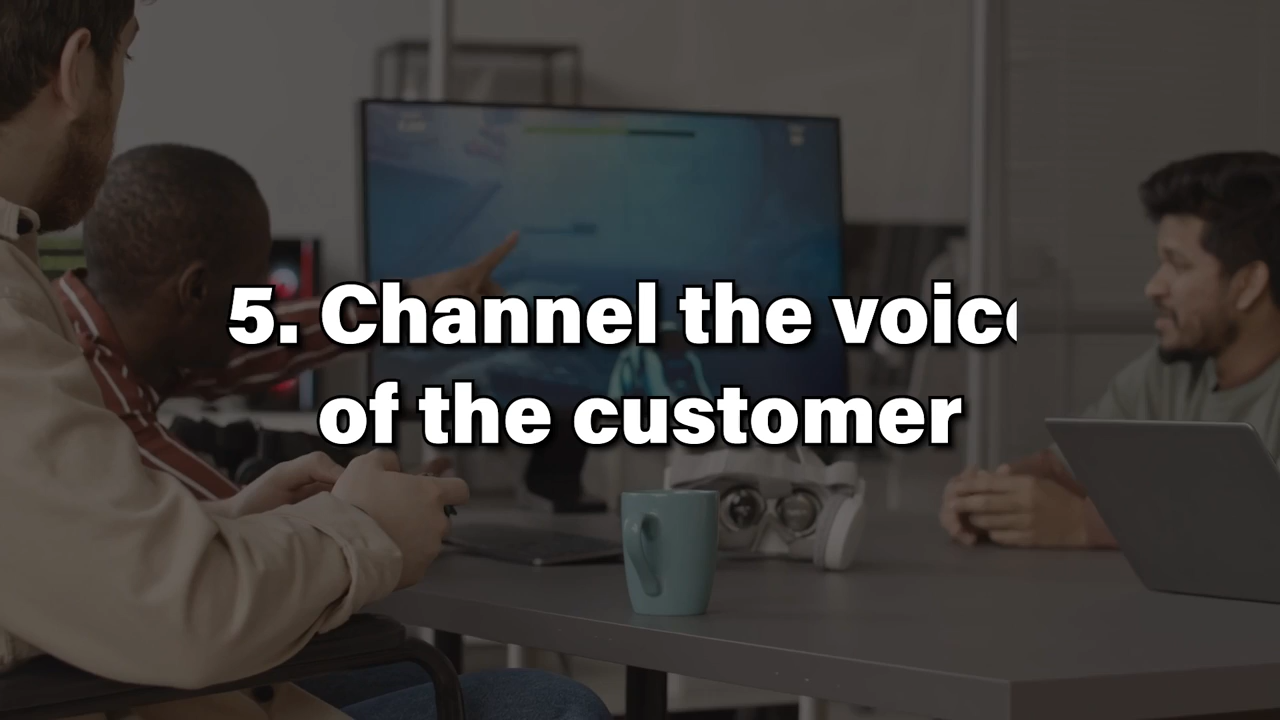 5. Channel the voic
of the customer